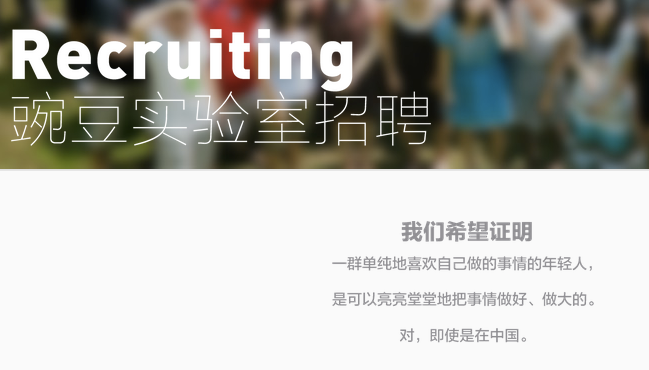 Recruiting
豌豆实验室招聘
我们希望证明
一群单纯地喜欢自己做的事情的年轻人，
是可以亮亮堂堂地把事情做好、做大的。
对，即使是在中国。